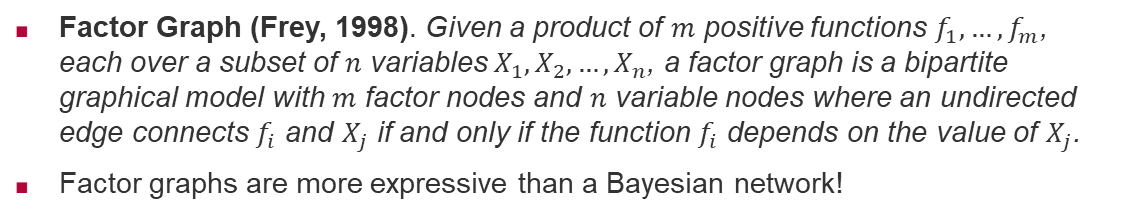 ▪ Factor Graph (Frey, 1998). Given a product of m positive functions f₁, … , fₘ,
each over a subset of n variables X₁, X₂, … , Xₙ, a factor graph is a bipartite
graphical model with m factor nodes and n variable nodes where an undirected
edge connects fᵢ and Xⱼ if and only if the function fᵢ depends on the value of Xⱼ.
▪ Factor graphs are more expressive than a Bayesian network!